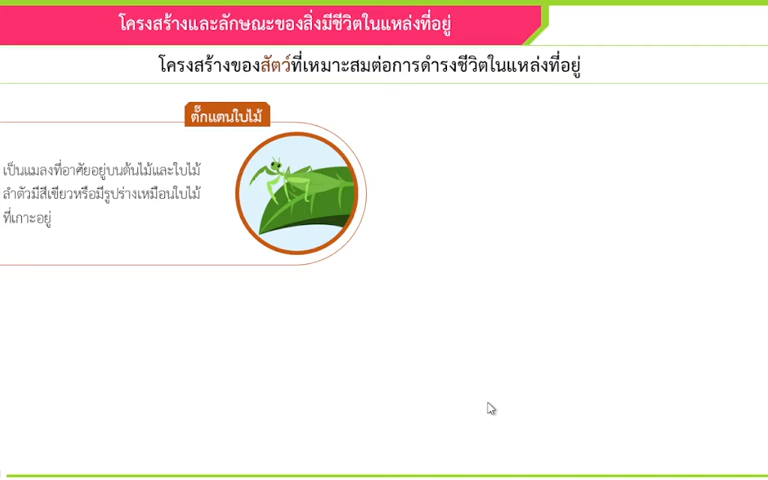 โครงสร้างและลักษณะของสิ่งมีชีวิตในแหล่งที่อยู่
โครงสร้างของสัตว์ที่เหมาะสมต่อการดำรงชีวิตในแหล่งที่อยู่
ตั๊กแตนใบไม้
เป็นแมลงที่อาศัยอยู่บนต้นไม้และใบไม้
ลำตัวมีสีเขียวหรือมีรูปร่างเหมือนใบไม้
ที่เกาะอยู่